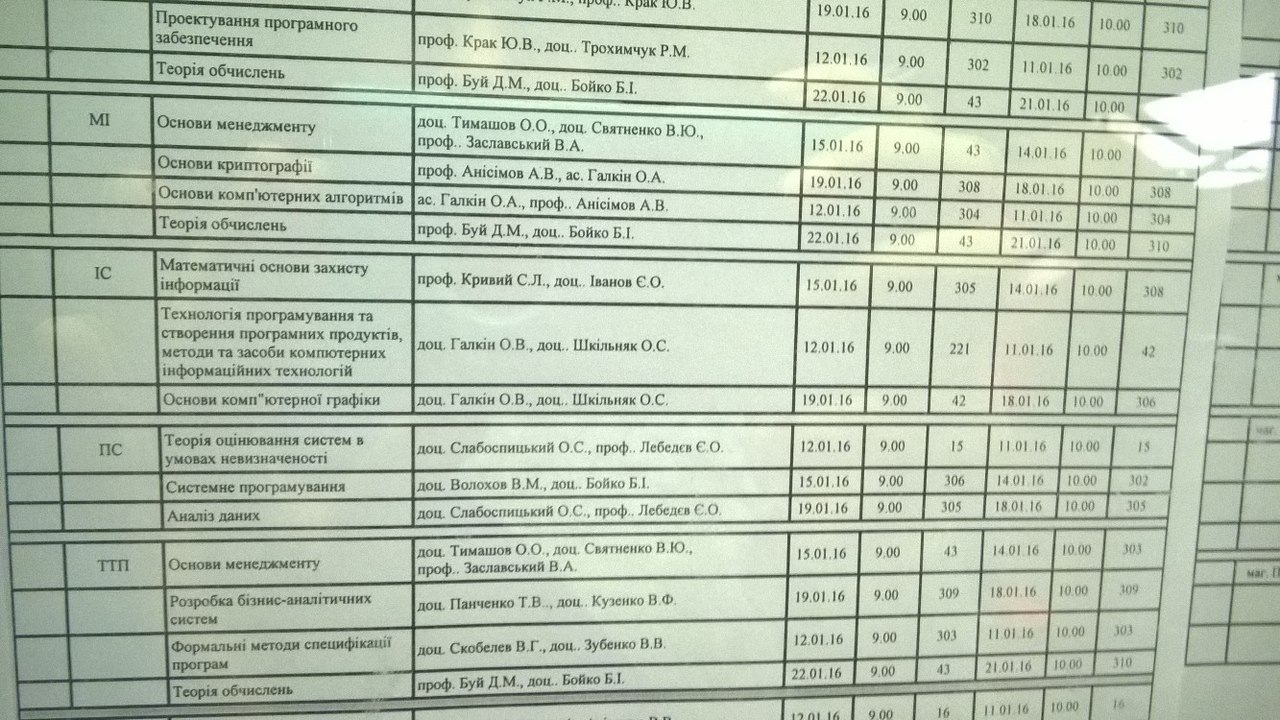 проф.. Крак Ю.В. 19.01.16 9.00 310 18.01.16 10.00 310
Проектування програмного
забезпечення
проф. Крак Ю.В., доц.. Трохимчук Р.М. 12.01.16 9.00 302 11.01.16 10.00 302
Теорія обчислень проф. Буй Д.М., доц.. Бойко Б.І. 22.01.16 9.00 43 21.01.16 10.00
МІ Основи менеджменту доц. Тимашов О.О., доц. Святненко В.Ю.,
проф.. Заславський В.А. 15.01.16 9.00 43 14.01.16 10.00
Основи криптографії проф. Анісімов А.В., ас. Галкін О.А. 19.01.16 9.00 308 18.01.16 10.00 308
Основи комп'ютерних алгоритмів ас. Галкін О.А., проф.. Анісімов А.В. 12.01.16 9.00 304 11.01.16 10.00 304
Теорія обчислень проф. Буй Д.М., доц.. Бойко Б.І. 22.01.16 9.00 43 21.01.16 10.00 310
ІС Математичні основи захисту
інформації
проф. Кривий С.Л., доц.. Іванов Є.О. 15.01.16 9.00 305 14.01.16 10.00 308
Технологія програмування та
створення програмних продуктів,
методи та засоби компютерних
інформаційних технологій
доц. Галкін О.В., доц.. Шкільняк О.С. 12.01.16 9.00 221 11.01.16 10.00 42
Основи комп"ютерної графіки доц. Галкін О.В., доц.. Шкільняк О.С. 19.01.16 9.00 42 18.01.16 10.00 306
ПС Теорія оцінювання систем в
умовах невизначеності
доц. Слабоспицький О.С., проф.. Лебедєв Є.О. 12.01.16 9.00 15 11.01.16 10.00 15
Системне програмування доц. Волохов В.М., доц.. Бойко Б.І. 15.01.16 9.00 306 14.01.16 10.00 302
Аналіз даних доц. Слабоспицький О.С., проф.. Лебедєв Є.О. 19.01.16 9.00 305 18.01.16 10.00 305
ТТП Основи менеджменту доц. Тимашов О.О., доц. Святненко В.Ю.,
проф.. Заславський В.А. 15.01.16 9.00 43 14.01.16 10.00 303
Розробка бізнис-аналітичних
систем
доц. Панченко Т.В.., доц.. Кузенко В.Ф. 19.01.16 9.00 309 18.01.16 10.00 309
Формальні методи специфікації
програм
доц. Скобелев В.Г., доц.. Зубенко В.В. 12.01.16 9.00 303 11.01.16 10.00 303
Теорія обчислень проф. Буй Д.М., доц.. Бойко Б.І. 22.01.16 9.00 43 21.01.16 10.00 310
12.01.16 9.00 16 11.01.16 10.00 16
маг.
маг. П